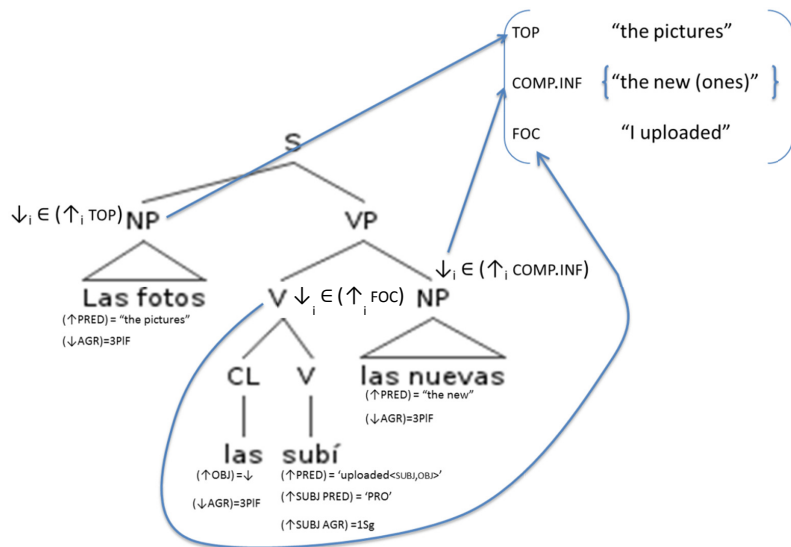 TOP "the pictures"
COMP.INF { "the new (ones)" }
FOC "I uploaded"
S
↓i ∈ (↑i TOP) NP VP
↓i ∈ (↑i COMP.INF)
Las fotos V ↓i ∈ (↑i FOC) NP
(↑PRED) = "the pictures"
(↓AGR)=3PlF
CL V las nuevas
(↑PRED) = "the new"
(↓AGR)=3PlF
las subí
(↑OBJ)=↓ (↑PRED) = 'uploaded<SUBJ,OBJ>'
(↓AGR)=3PlF (↑SUBJ PRED) = 'PRO'
(↑SUBJ AGR) =1Sg